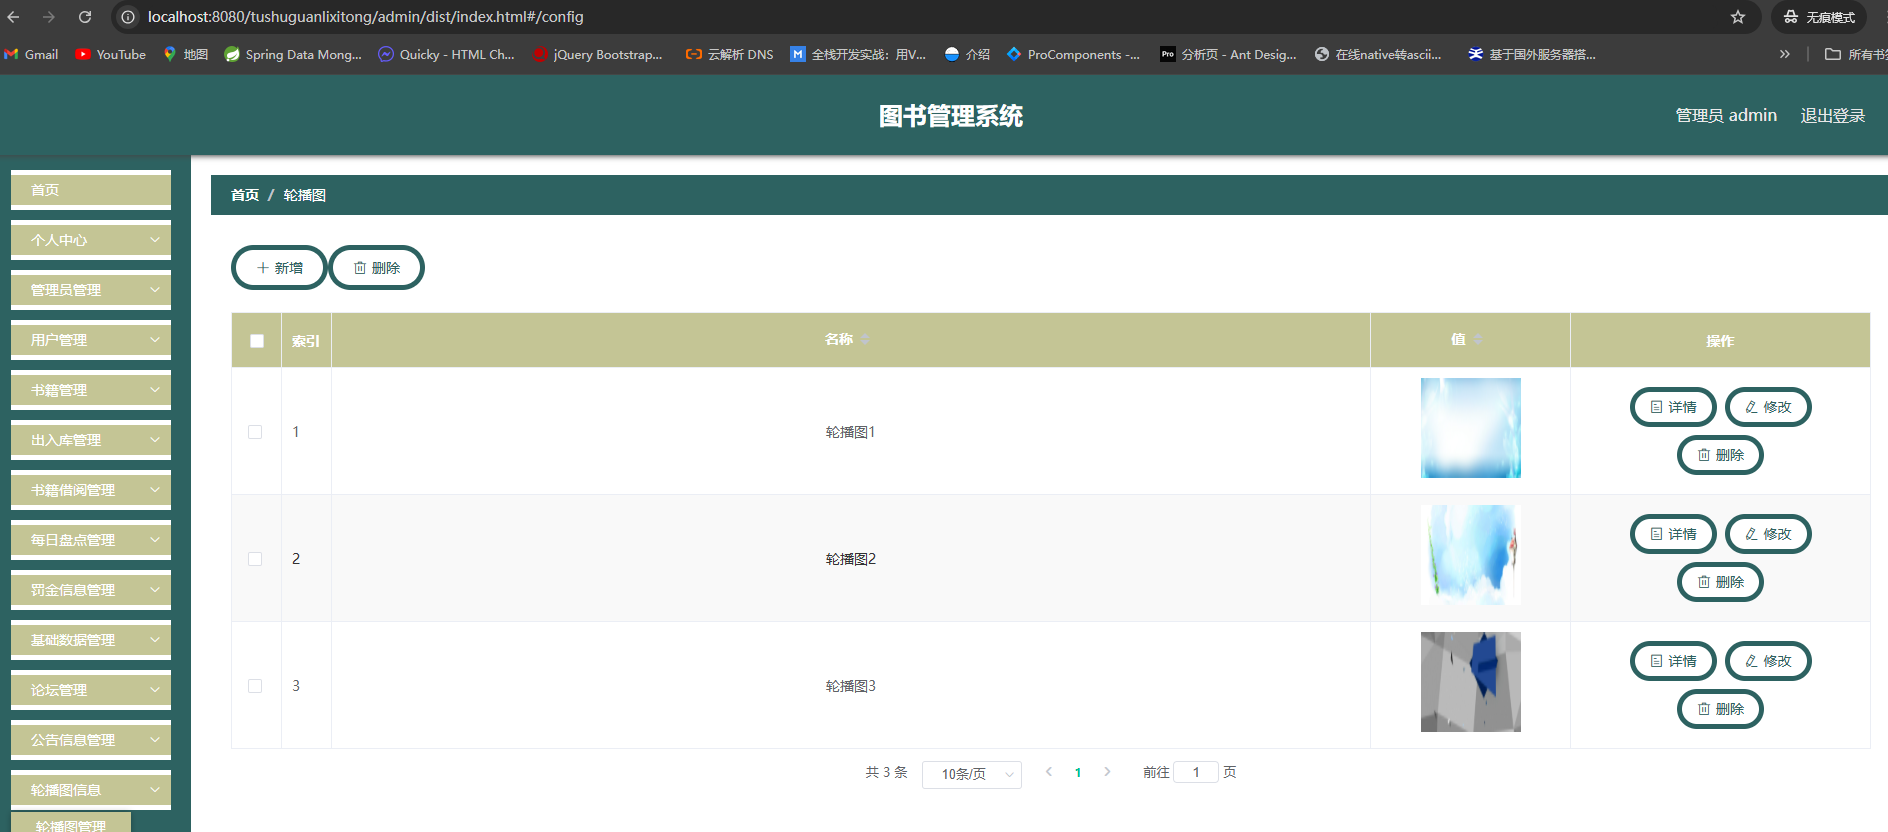 localhost:8080/tushuguanlixitong/admin/dist/index.html#/config
无痕模式
Gmail YouTube 地图 Spring Data Mong... Quicky - HTML Ch... jQuery Bootstrap... 云解析 DNS 全栈开发实战：用V... 介绍 ProComponents -... Pro 分析页 - Ant Desig... 在线native转ascii... 基于国外服务器搭... 所有书
图书管理系统
管理员 admin 退出登录
首页
个人中心
管理员管理
用户管理
书籍管理
出入库管理
书籍借阅管理
每日盘点管理
罚金信息管理
基础数据管理
论坛管理
公告信息管理
轮播图信息
轮播图管理
首页 / 轮播图
新增 删除
索引 名称 值 操作
1 轮播图1 详情 修改
删除
2 轮播图2 详情 修改
删除
3 轮播图3 详情 修改
删除
共 3 条 10条/页 1 前往 1 页